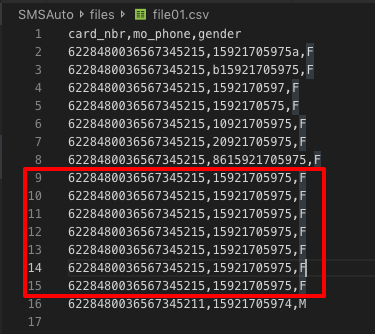 SMSAuto > files > file01.csv
1 card_nbr,mo_phone,gender
2 6228480036567345215,15921705975a,F
3 6228480036567345215,b15921705975,F
4 6228480036567345215,1592170597,F
5 6228480036567345215,1592170575,F
6 6228480036567345215,10921705975,F
7 6228480036567345215,20921705975,F
8 6228480036567345215,8615921705975,F
9 6228480036567345215,15921705975,F
10 6228480036567345215,15921705975,F
11 6228480036567345215,15921705975,F
12 6228480036567345215,15921705975,F
13 6228480036567345215,15921705975,F
14 6228480036567345215,15921705975,F
15 6228480036567345215,15921705975,F
16 6228480036567345211,15921705974,M
17